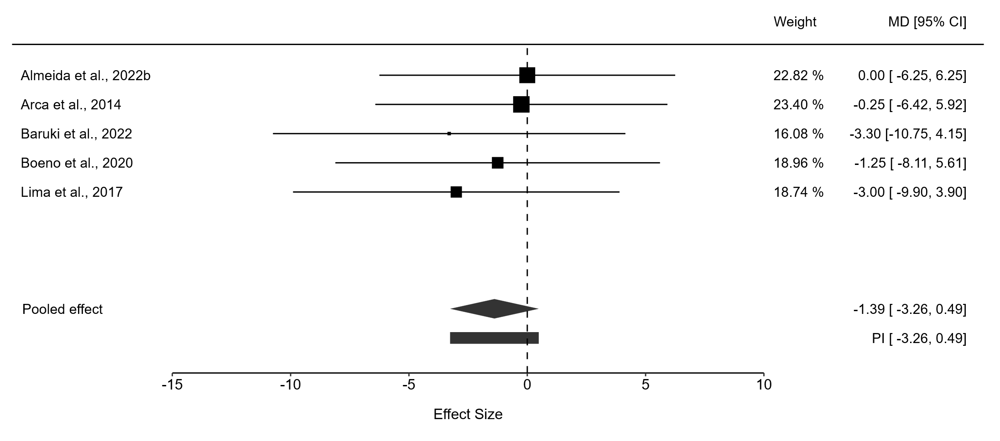 Weight MD [95% CI]
Almeida et al., 2022b 22.82 % 0.00 [ -6.25, 6.25]
Arca et al., 2014 23.40 % -0.25 [ -6.42, 5.92]
Baruki et al., 2022 16.08 % -3.30 [-10.75, 4.15]
Boeno et al., 2020 18.96 % -1.25 [ -8.11, 5.61]
Lima et al., 2017 18.74 % -3.00 [ -9.90, 3.90]
Pooled effect -1.39 [ -3.26, 0.49]
PI [ -3.26, 0.49]
-15 -10 -5 0 5 10
Effect Size